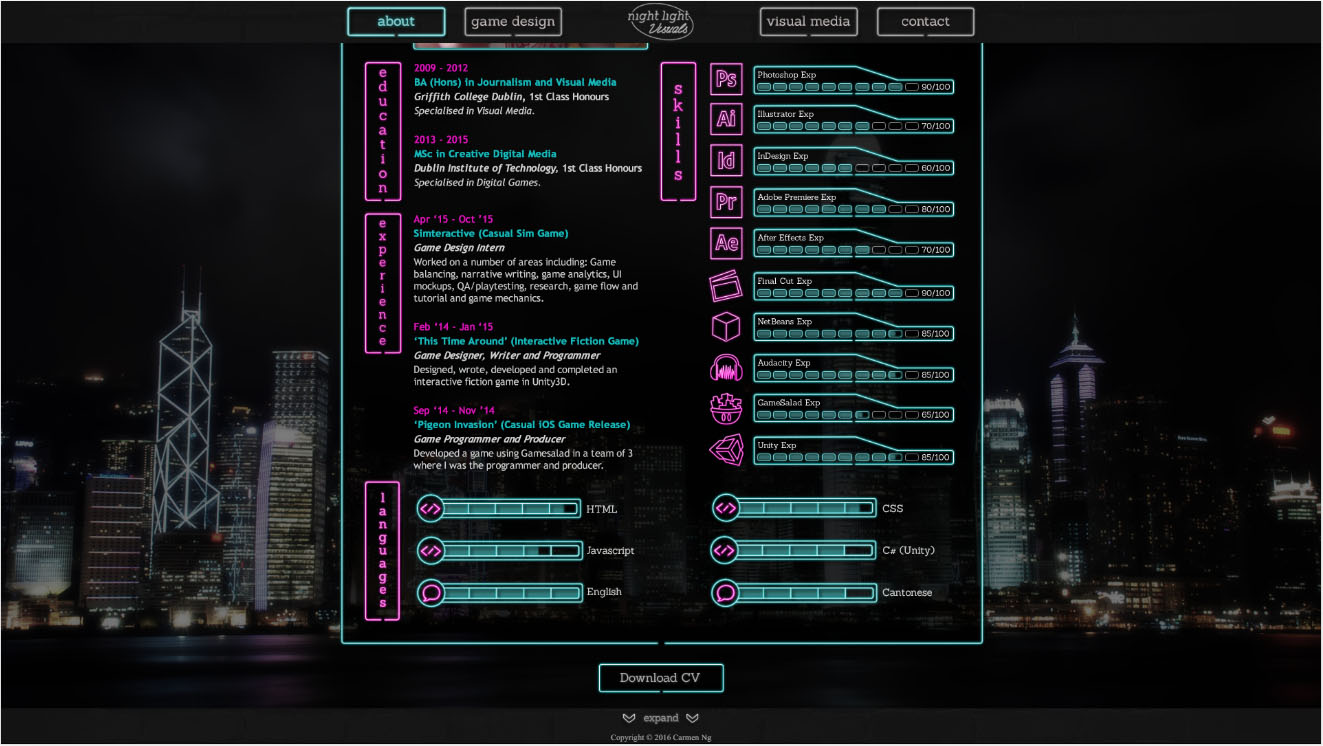 about
game design
night light
Visuals
visual media
contact
education
2009 - 2012
BA (Hons) in Journalism and Visual Media
Griffith College Dublin, 1st Class Honours
Specialised in Visual Media.
2013 - 2015
MSc in Creative Digital Media
Dublin Institute of Technology, 1st Class Honours
Specialised in Digital Games.
experience
Apr '15 - Oct '15
Simteractive (Casual Sim Game)
Game Design Intern
Worked on a number of areas including: Game
balancing, narrative writing, game analytics, UI
mockups, QA/playtesting, research, game flow and
tutorial and game mechanics.
Feb '14 - Jan '15
'This Time Around' (Interactive Fiction Game)
Game Designer, Writer and Programmer
Designed, wrote, developed and completed an
interactive fiction game in Unity3D.
Sep '14 - Nov '14
'Pigeon Invasion' (Casual iOS Game Release)
Game Programmer and Producer
Developed a game using Gamesalad in a team of 3
where I was the programmer and producer.
skills
Ps
Photoshop Exp
90/100
Ai
Illustrator Exp
70/100
Id
InDesign Exp
60/100
Pr
Adobe Premiere Exp
80/100
Ae
After Effects Exp
70/100
Final Cut Exp
90/100
NetBeans Exp
85/100
Audacity Exp
85/100
GameSalad Exp
65/100
Unity Exp
85/100
languages
</> HTML
</> CSS
</> Javascript
</> C# (Unity)
English
Cantonese
Download CV
expand
Copyright © 2016 Carmen Ng